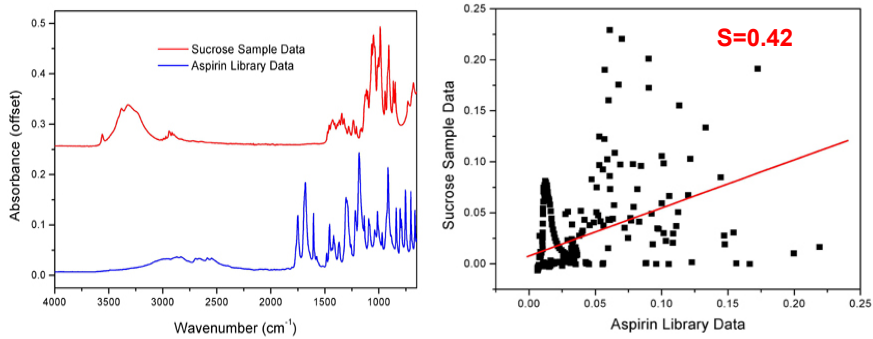 Sucrose Sample Data
Aspirin Library Data
0.5
0.4
0.3
0.2
0.1
0.0
Absorbance (offset)
4000 3500 3000 2500 2000 1500 1000
Wavenumber (cm⁻¹)
S=0.42
0.25
0.20
0.15
0.10
0.05
0.00
Sucrose Sample Data
0.00 0.05 0.10 0.15 0.20 0.25
Aspirin Library Data